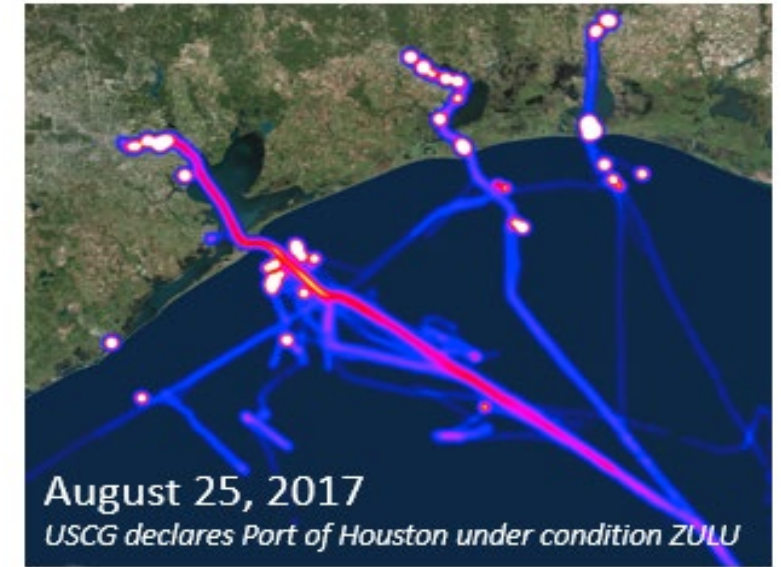 August 25, 2017
USCG declares Port of Houston under condition ZULU